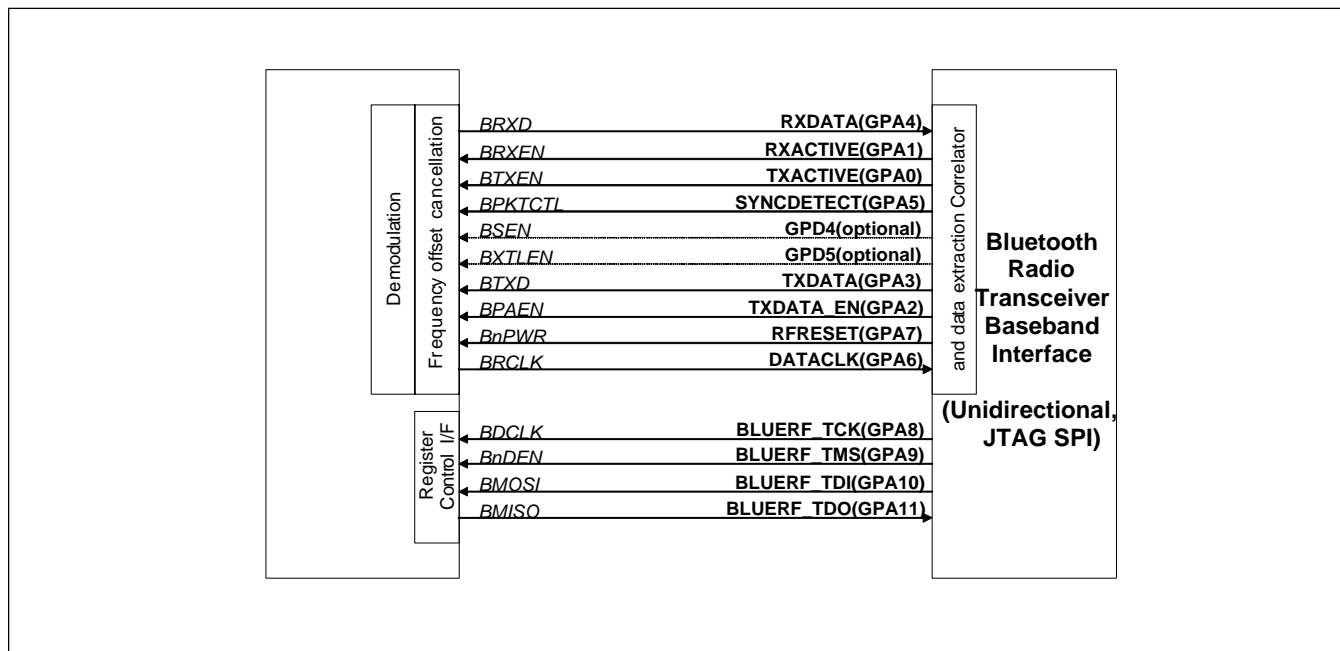 Demodulation
Frequency offset cancellation
BRXD RXDATA(GPA4)
BRXEN RXACTIVE(GPA1)
BTXEN TXACTIVE(GPA0)
BPKTCTL SYNCDETECT(GPA5)
BSEN GPD4(optional)
BXTLEN GPD5(optional)
BTXD TXDATA(GPA3)
BPAEN TXDATA_EN(GPA2)
BnPWR RFRESET(GPA7)
BRCLK DATACLK(GPA6)
and data extraction Correlator
Bluetooth
Radio
Transceiver
Baseband
Interface
(Unidirectional,
JTAG SPI)
Register
Control I/F
BDCLK BLUERF_TCK(GPA8)
BnDEN BLUERF_TMS(GPA9)
BMOSI BLUERF_TDI(GPA10)
BMISO BLUERF_TDO(GPA11)